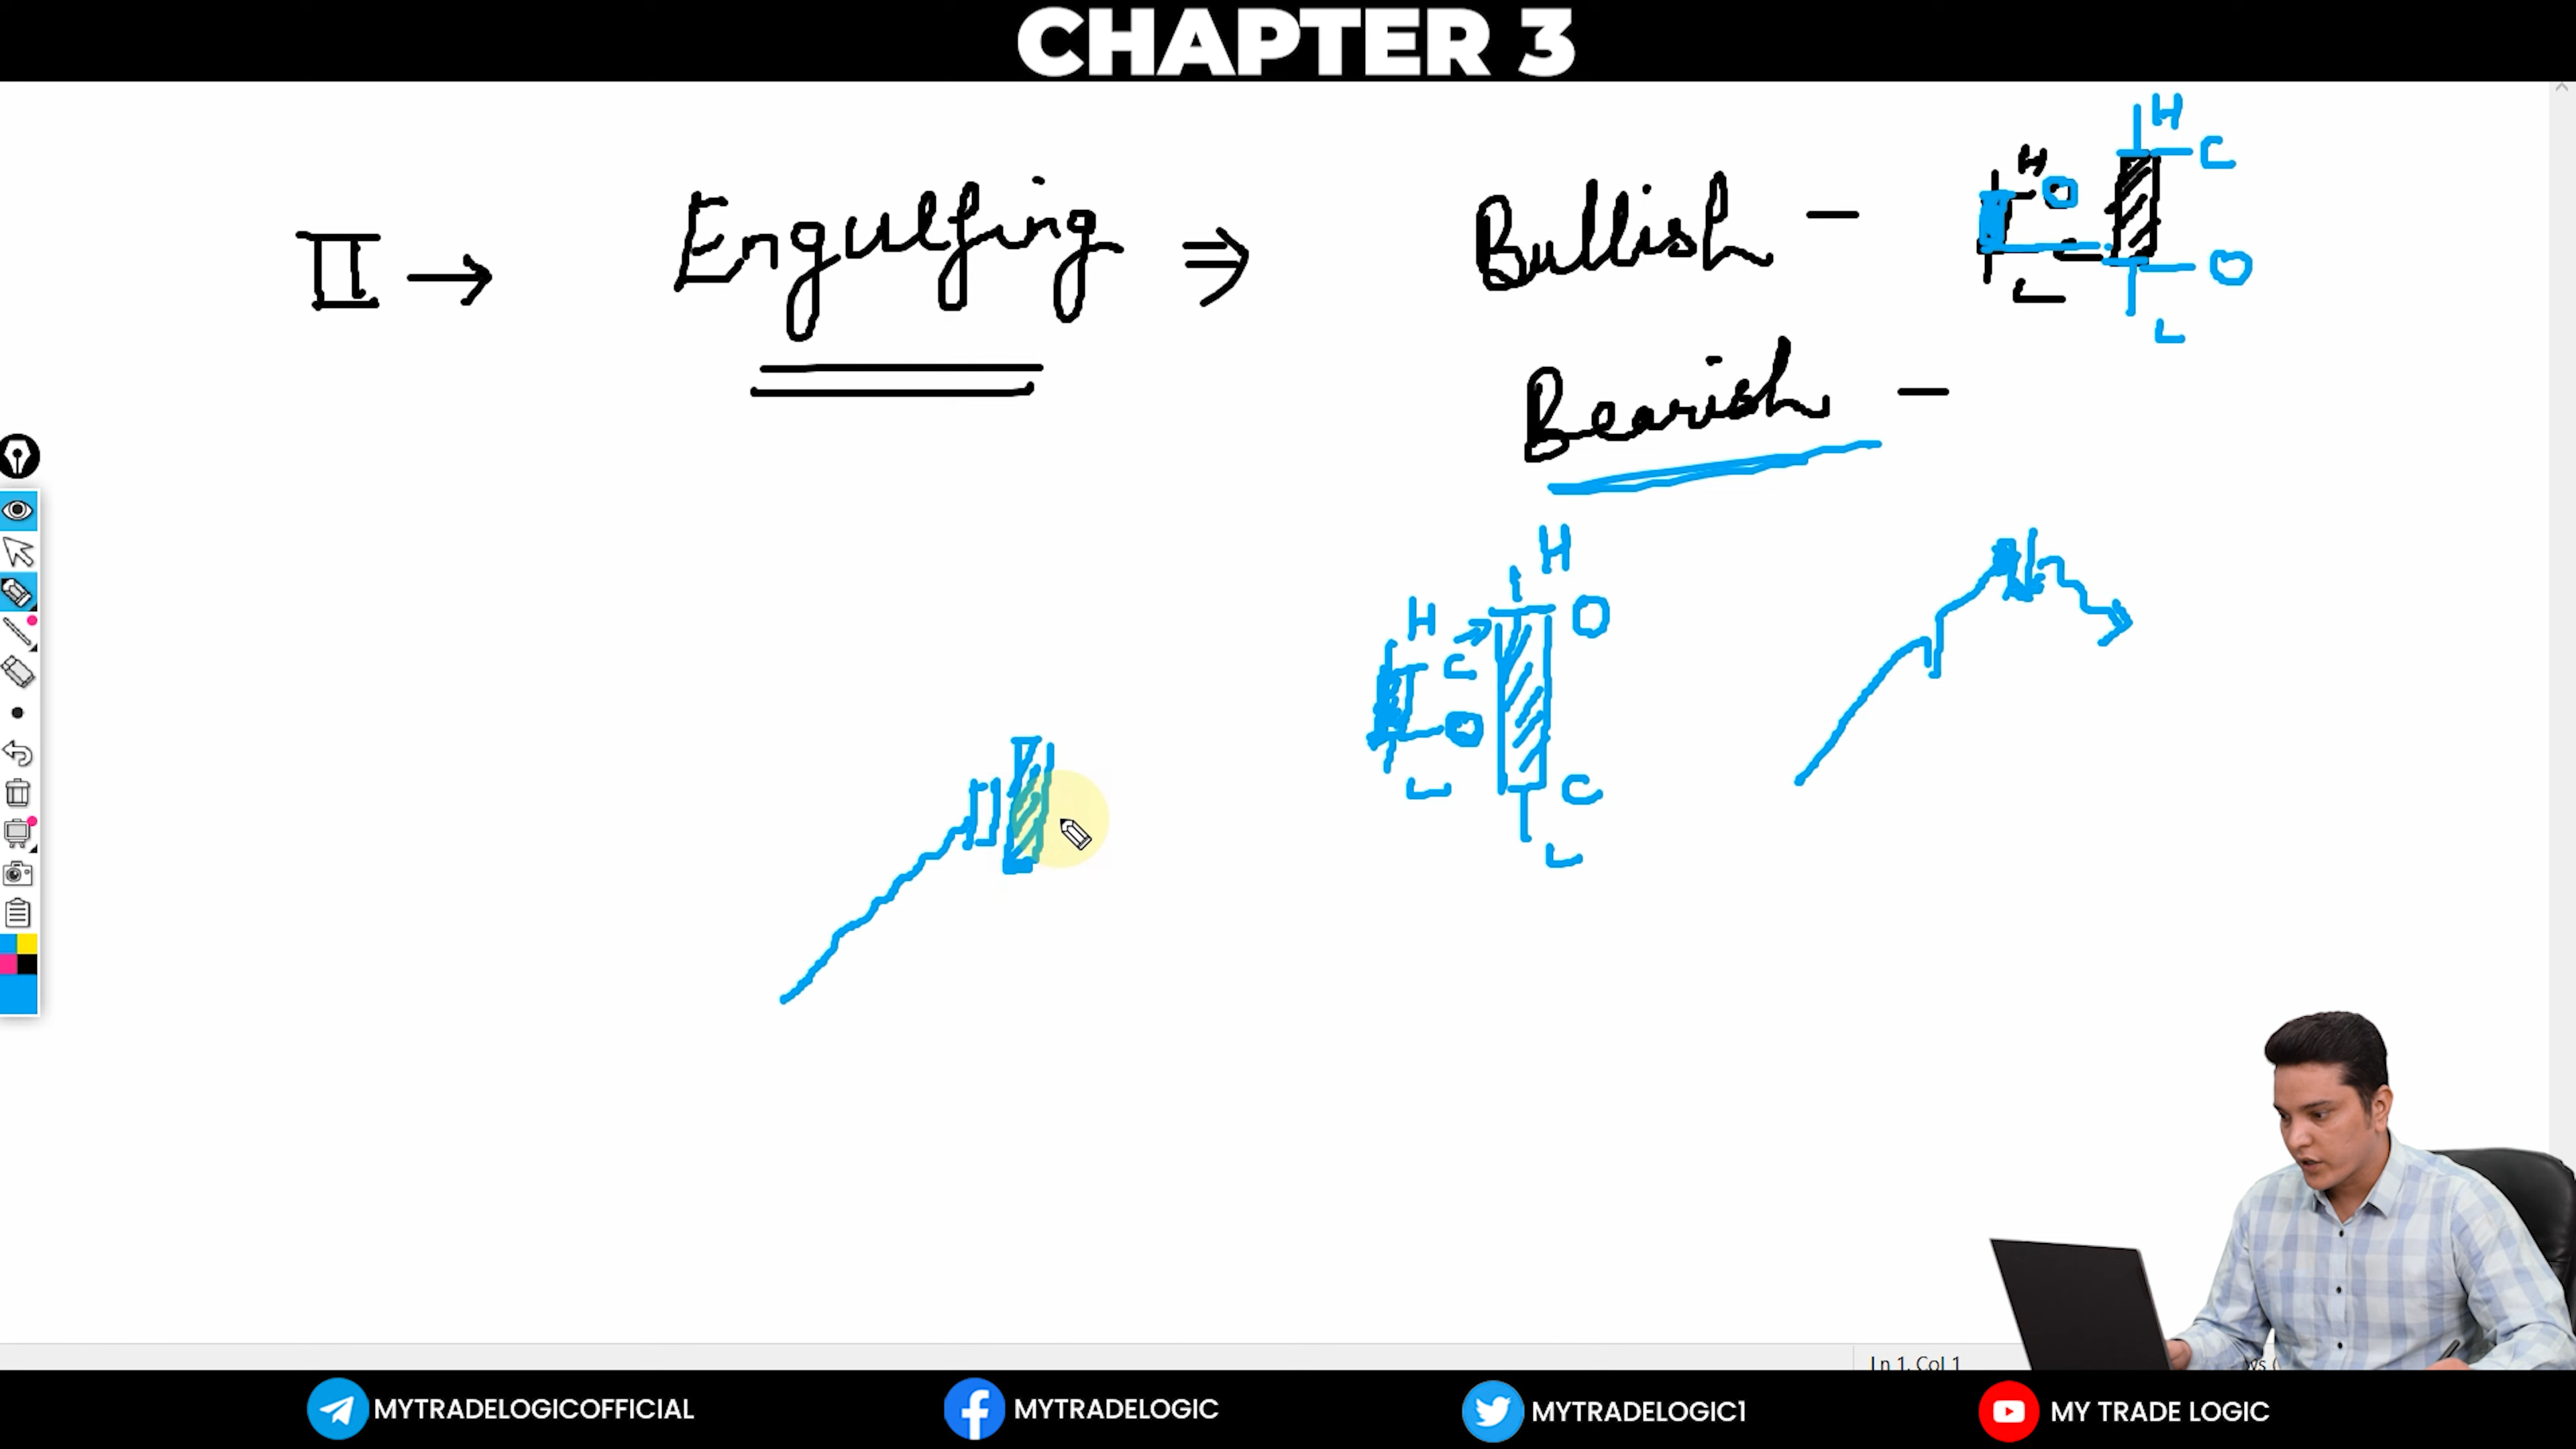 CHAPTER 3
II → Engulfing ⇒ Bullish -
H
C
H
O
C
L
O
L
Bearish -
H
O
H
C
O
L
C
L
Ln 1, Col 1
MYTRADELOGICOFFICIAL
MYTRADELOGIC
MYTRADELOGIC1
MY TRADE LOGIC